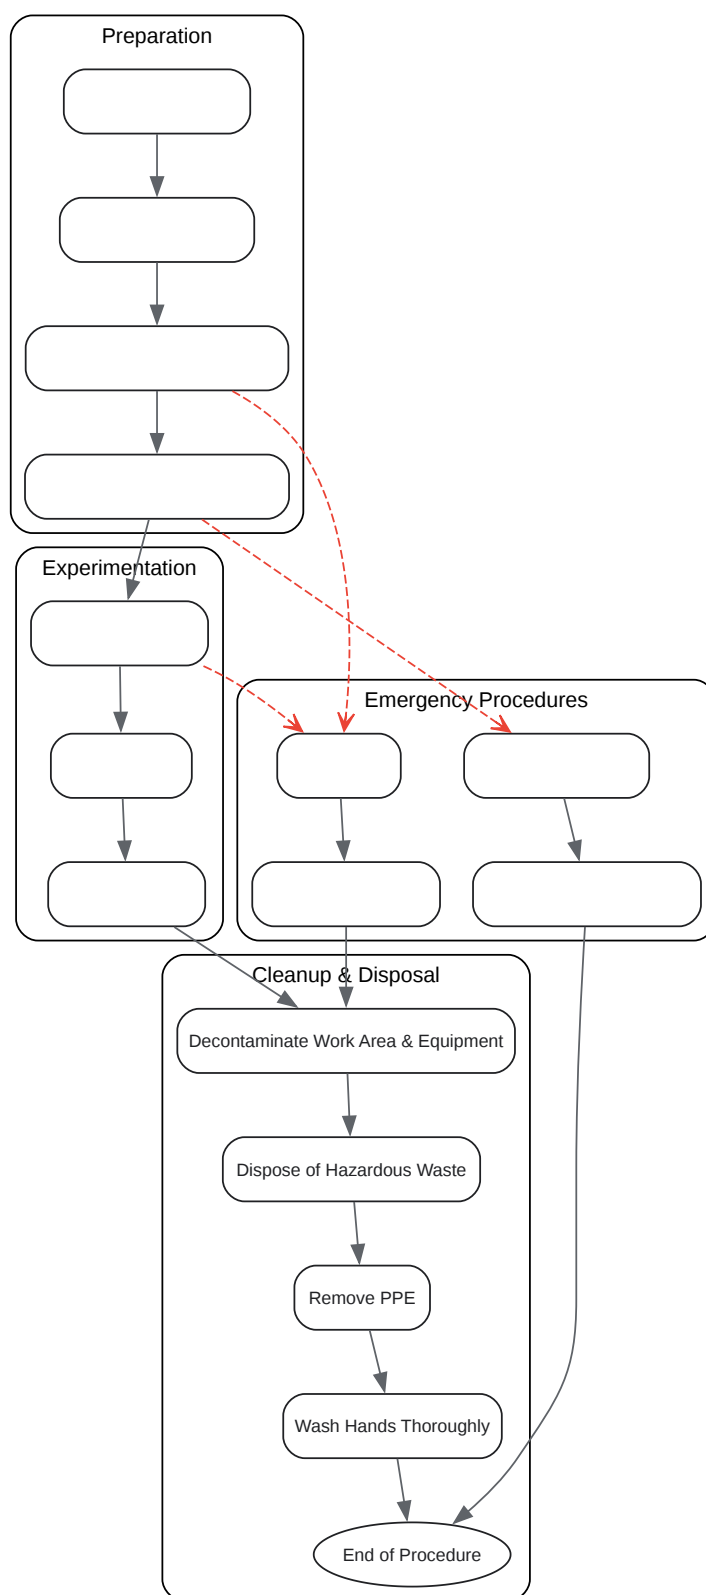 Preparation
Experimentation
Emergency Procedures
Cleanup & Disposal
Decontaminate Work Area & Equipment
Dispose of Hazardous Waste
Remove PPE
Wash Hands Thoroughly
End of Procedure